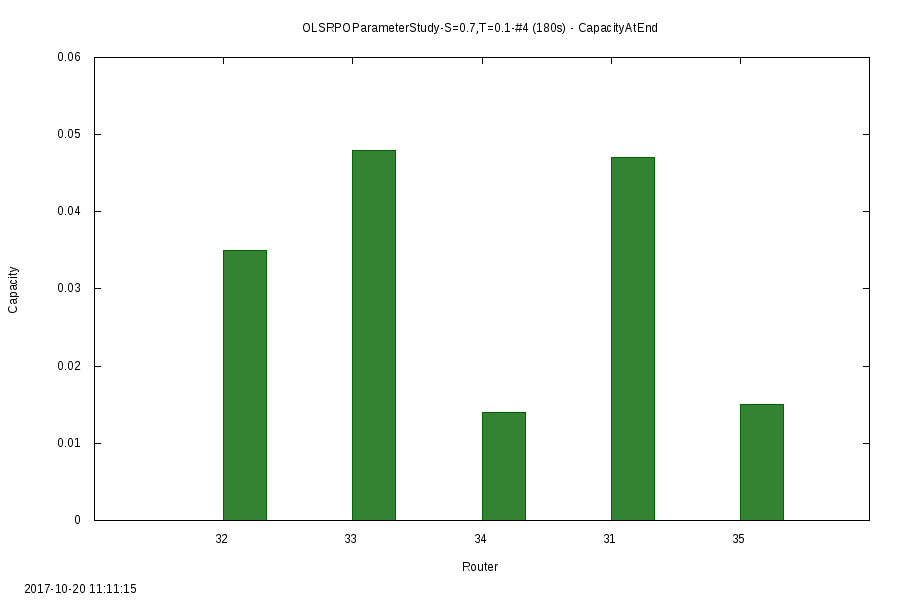 OLSRPOParameterStudy-S=0.7,T=0.1-#4 (180s) - CapacityAtEnd
0.06
0.05
0.04
0.03
0.02
0.01
0
Capacity
32 33 34 31 35
Router
2017-10-20 11:11:15